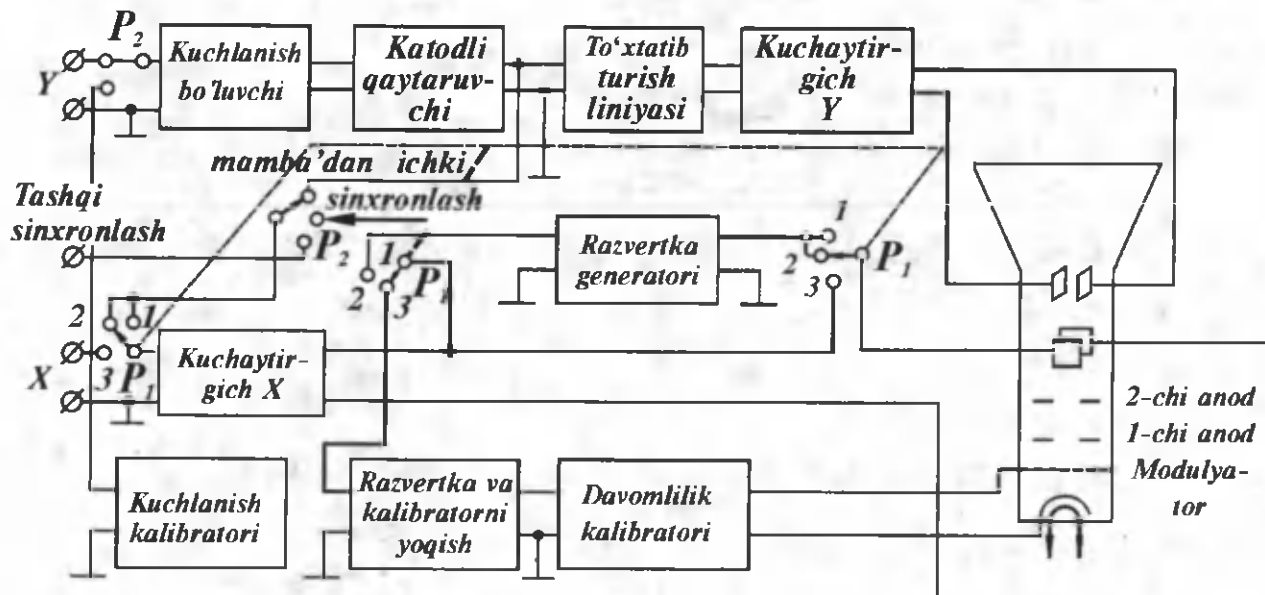 P₂
Y
Kuchlanish
bo'luvchi
Katodli
qaytaruv-
chi
To‘xtatib
turish
liniyasi
Kuchaytir-
gich
Y
mamba'dan ichki
sinxronlash
Tashqi
sinxronlash
P₂
1
2
3
P₁
Razvertka
generatori
1
2
3
P₁
2
1
3
P₁
X
Kuchaytir-
gich X
2-chi anod
1-chi anod
Modulya-
tor
Kuchlanish
kalibratori
Razvertka va
kalibratorni
yoqish
Davomlilik
kalibratori